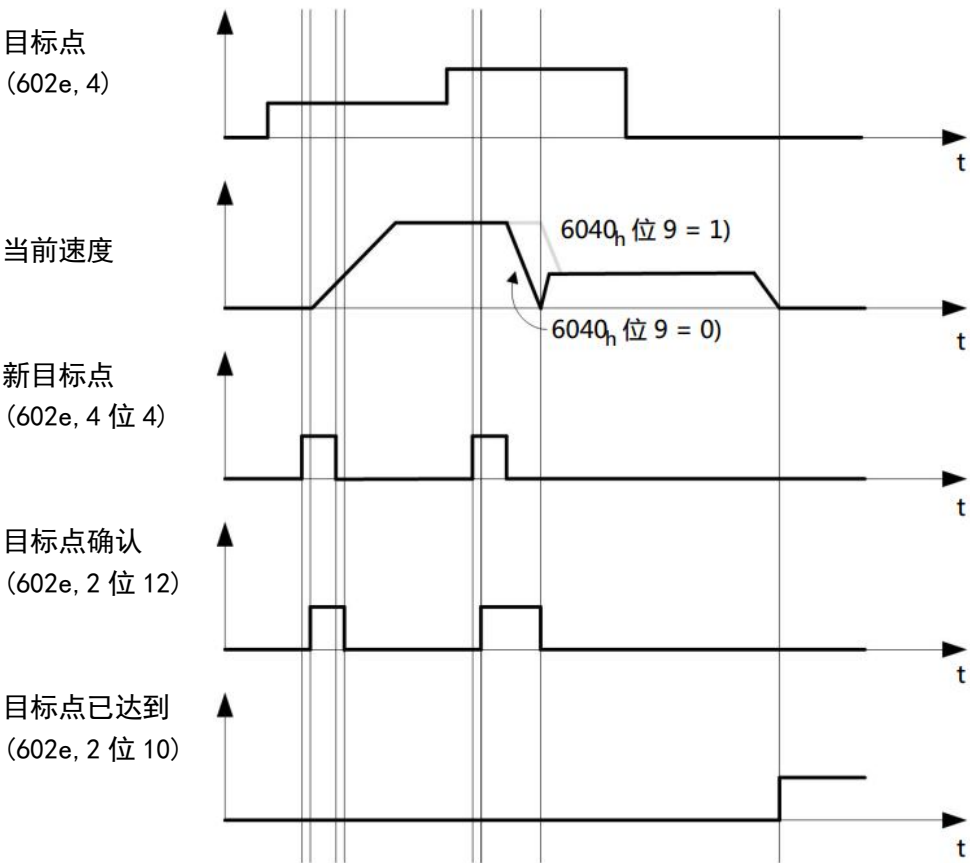 目标点
(602e,4)
t
当前速度
6040h 位 9 = 1)
6040h 位 9 = 0)
t
新目标点
(602e,4 位 4)
t
目标点确认
(602e,2 位 12)
t
目标点已达到
(602e,2 位 10)
t